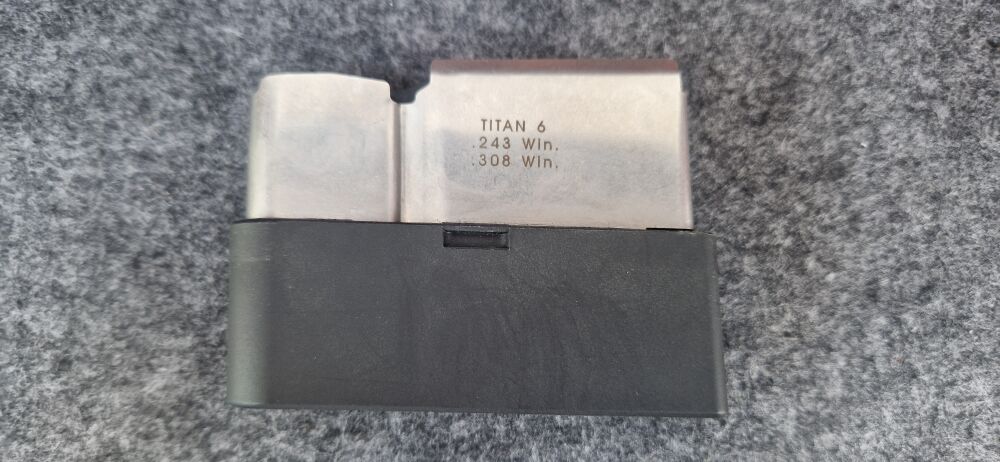 TITAN 6
.243 Win.
.308 Win.